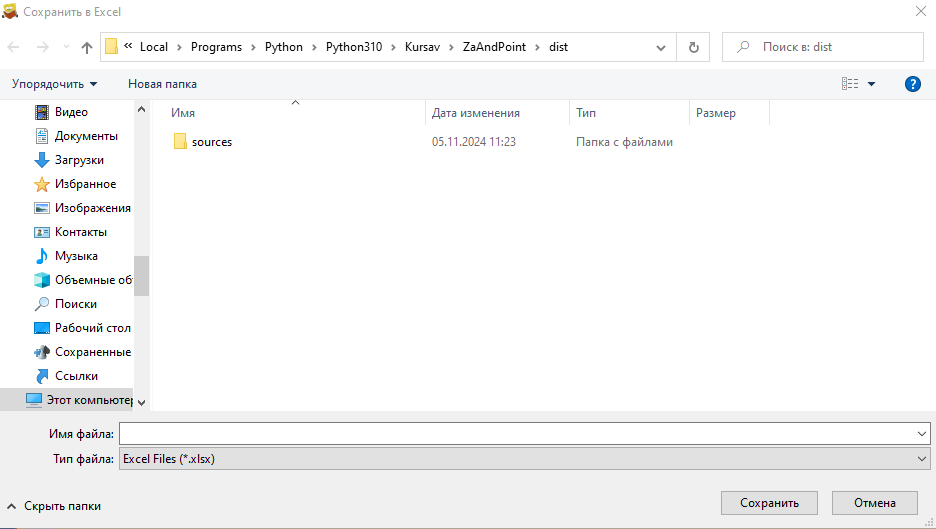 Сохранить в Excel
« Local › Programs › Python › Python310 › Kursav › ZaAndPoint › dist
Поиск в: dist
Упорядочить
Новая папка
Имя
Дата изменения
Тип
Размер
Видео
Документы
Загрузки
Избранное
Изображения
Контакты
Музыка
Объемные об
Поиски
Рабочий стол
Сохраненные
Ссылки
Этот компьютер
sources
05.11.2024 11:23
Папка с файлами
Имя файла:
Тип файла:
Excel Files (*.xlsx)
Скрыть папки
Сохранить
Отмена